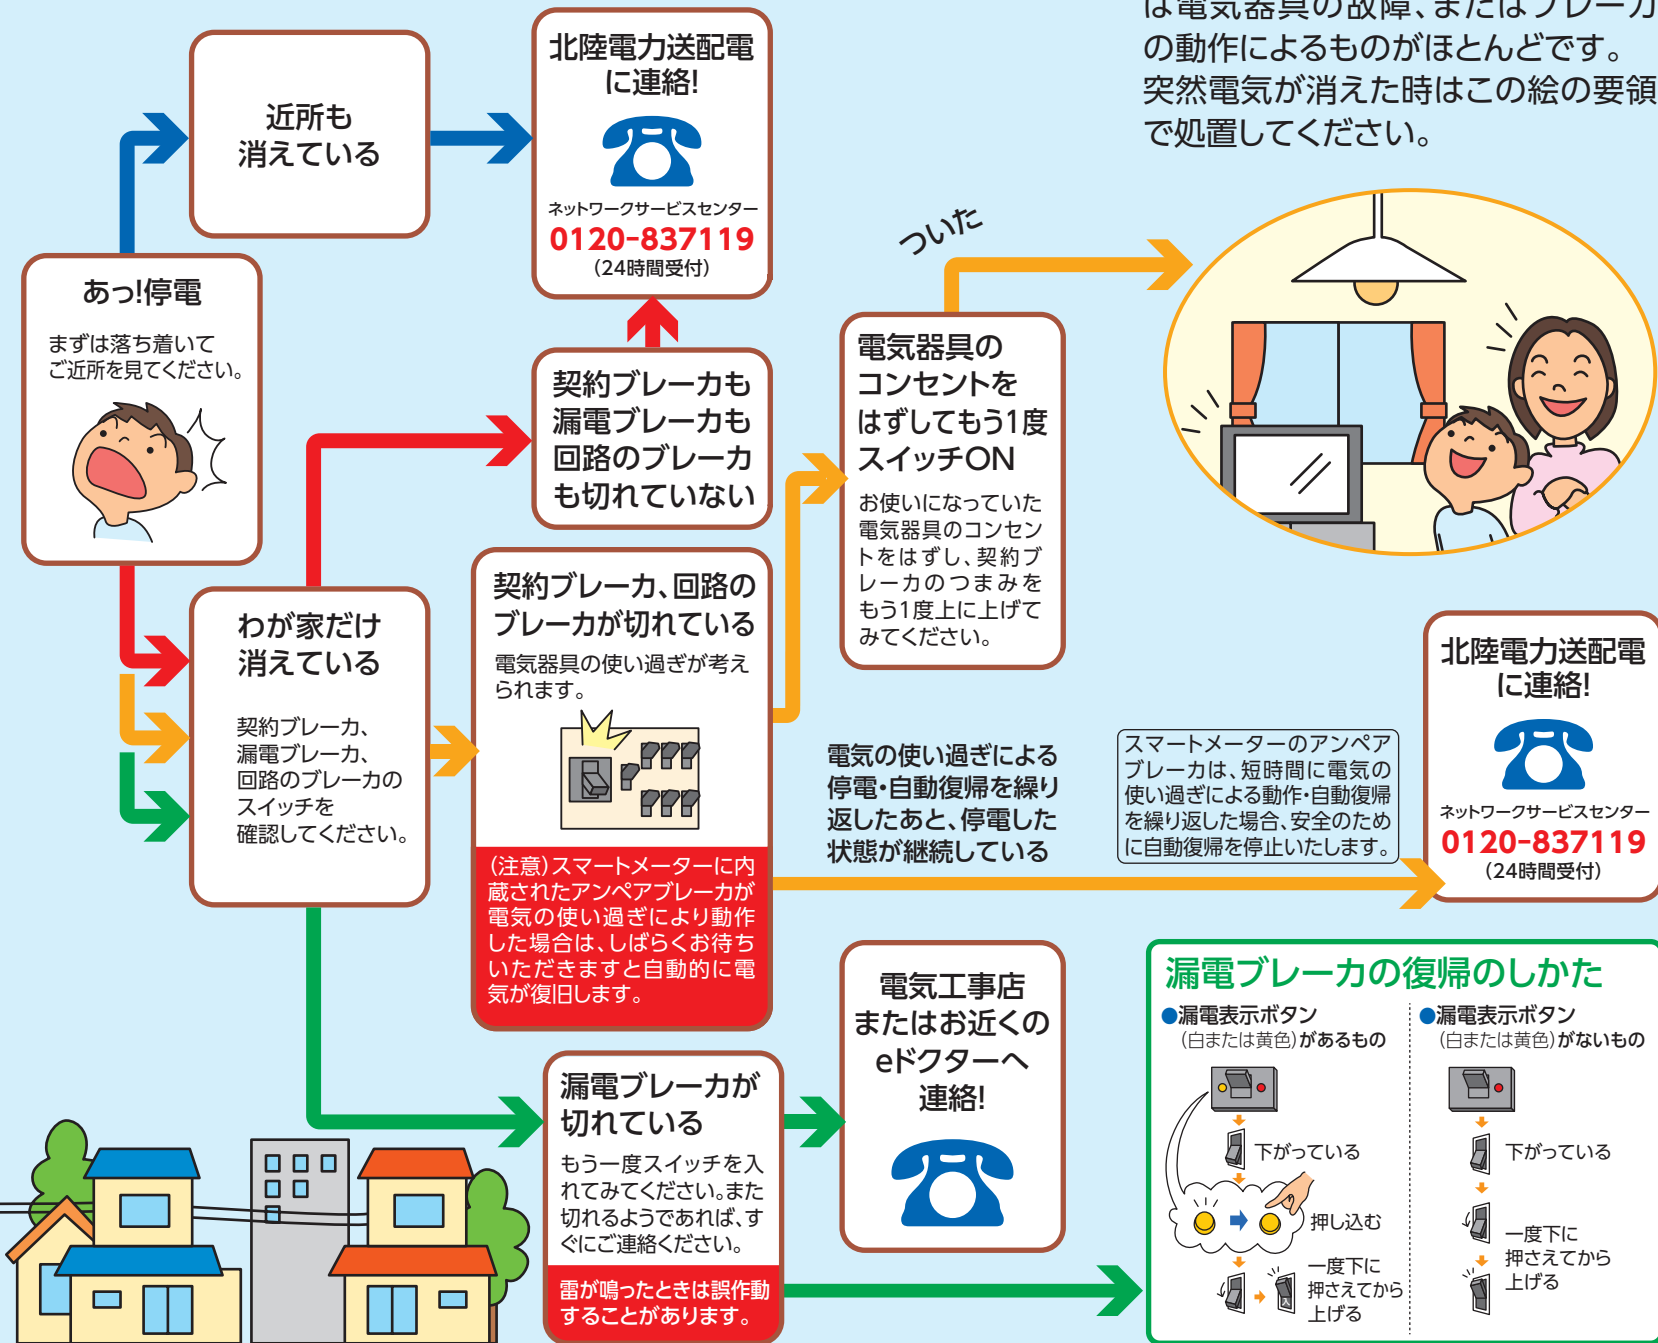 は電気器具の故障、またはブレーカ
の動作によるものがほとんどです。
突然電気が消えた時はこの絵の要領
で処置してください。
近所も
消えている
北陸電力送配電
に連絡!
ネットワークサービスセンター
0120-837119
(24時間受付)
あっ!停電
まずは落ち着いて
ご近所を見てください。
契約ブレーカも
漏電ブレーカも
回路のブレーカ
も切れていない
ついた
電気器具の
コンセントを
はずしてもう1度
スイッチON
お使いになっていた
電気器具のコンセン
トをはずし、契約ブ
レーカのつまみを
もう1度上に上げて
みてください。
わが家だけ
消えている
契約ブレーカ、
漏電ブレーカ、
回路のブレーカの
スイッチを
確認してください。
契約ブレーカ、回路の
ブレーカが切れている
電気器具の使い過ぎが考え
られます。
(注意)スマートメーターに内
蔵されたアンペアブレーカが
電気の使い過ぎにより動作
した場合は、しばらくお待ち
いただきますと自動的に電
気が復旧します。
電気の使い過ぎによる
停電・自動復帰を繰り
返したあと、停電した
状態が継続している
スマートメーターのアンペア
ブレーカは、短時間に電気の
使い過ぎによる動作・自動復帰
を繰り返した場合、安全のため
に自動復帰を停止いたします。
北陸電力送配電
に連絡!
ネットワークサービスセンター
0120-837119
(24時間受付)
漏電ブレーカが
切れている
もう一度スイッチを入
れてみてください。また
切れるようであれば、す
ぐにご連絡ください。
雷が鳴ったときは誤作動
することがあります。
電気工事店
またはお近くの
eドクターへ
連絡!
漏電ブレーカの復帰のしかた
●漏電表示ボタン
(白または黄色)があるもの
下がっている
押し込む
一度下に
押さえてから
上げる
●漏電表示ボタン
(白または黄色)がないもの
下がっている
一度下に
押さえてから
上げる